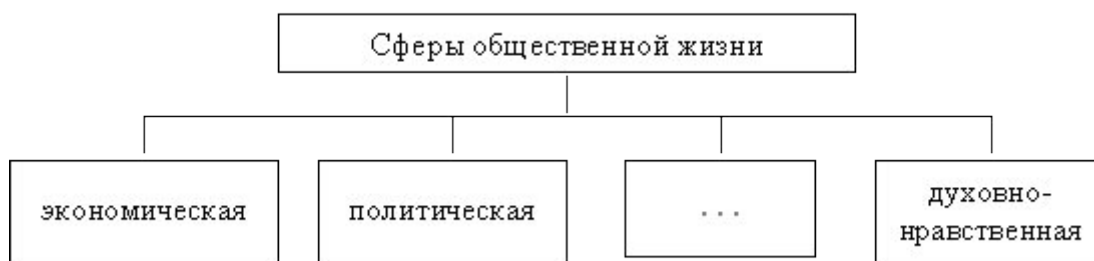 Сферы общественной жизни
экономическая
политическая
...
духовно-
нравственная